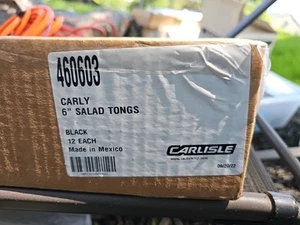 460603
CARLY
6" SALAD TONGS
BLACK
12 EACH
Made in Mexico
CARLISLE